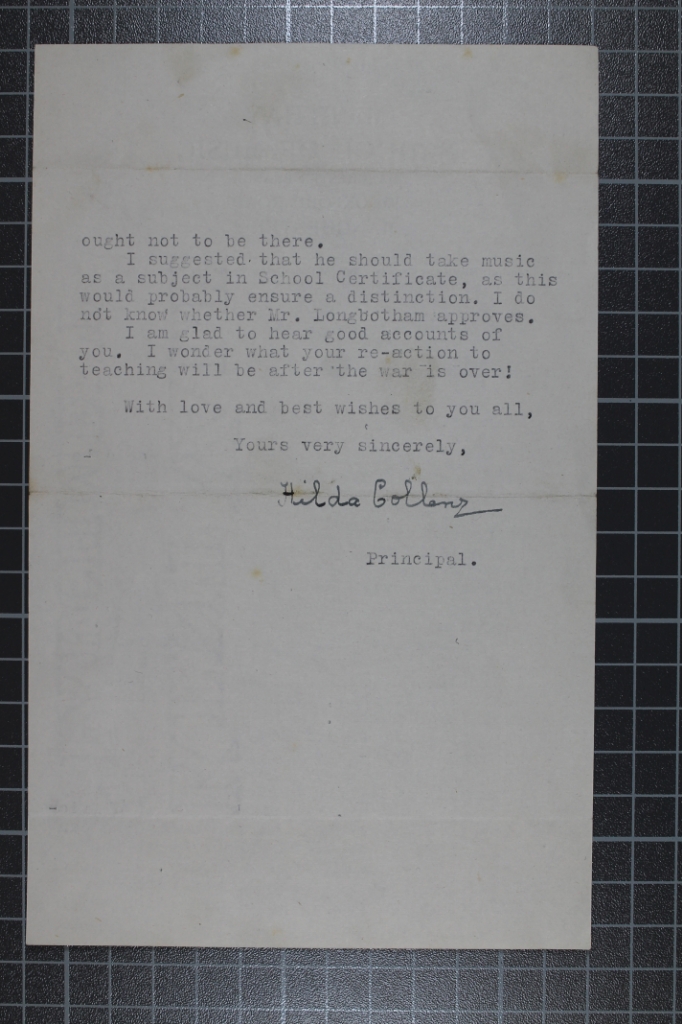 ought not to be there.
I suggested that he should take music
as a subject in School Certificate, as this
would probably ensure a distinction. I do
not know whether Mr. Longbotham approves.
I am glad to hear good accounts of
you. I wonder what your re-action to
teaching will be after the war is over!
With love and best wishes to you all,
Yours very sincerely,
Hilda Collens
Principal.